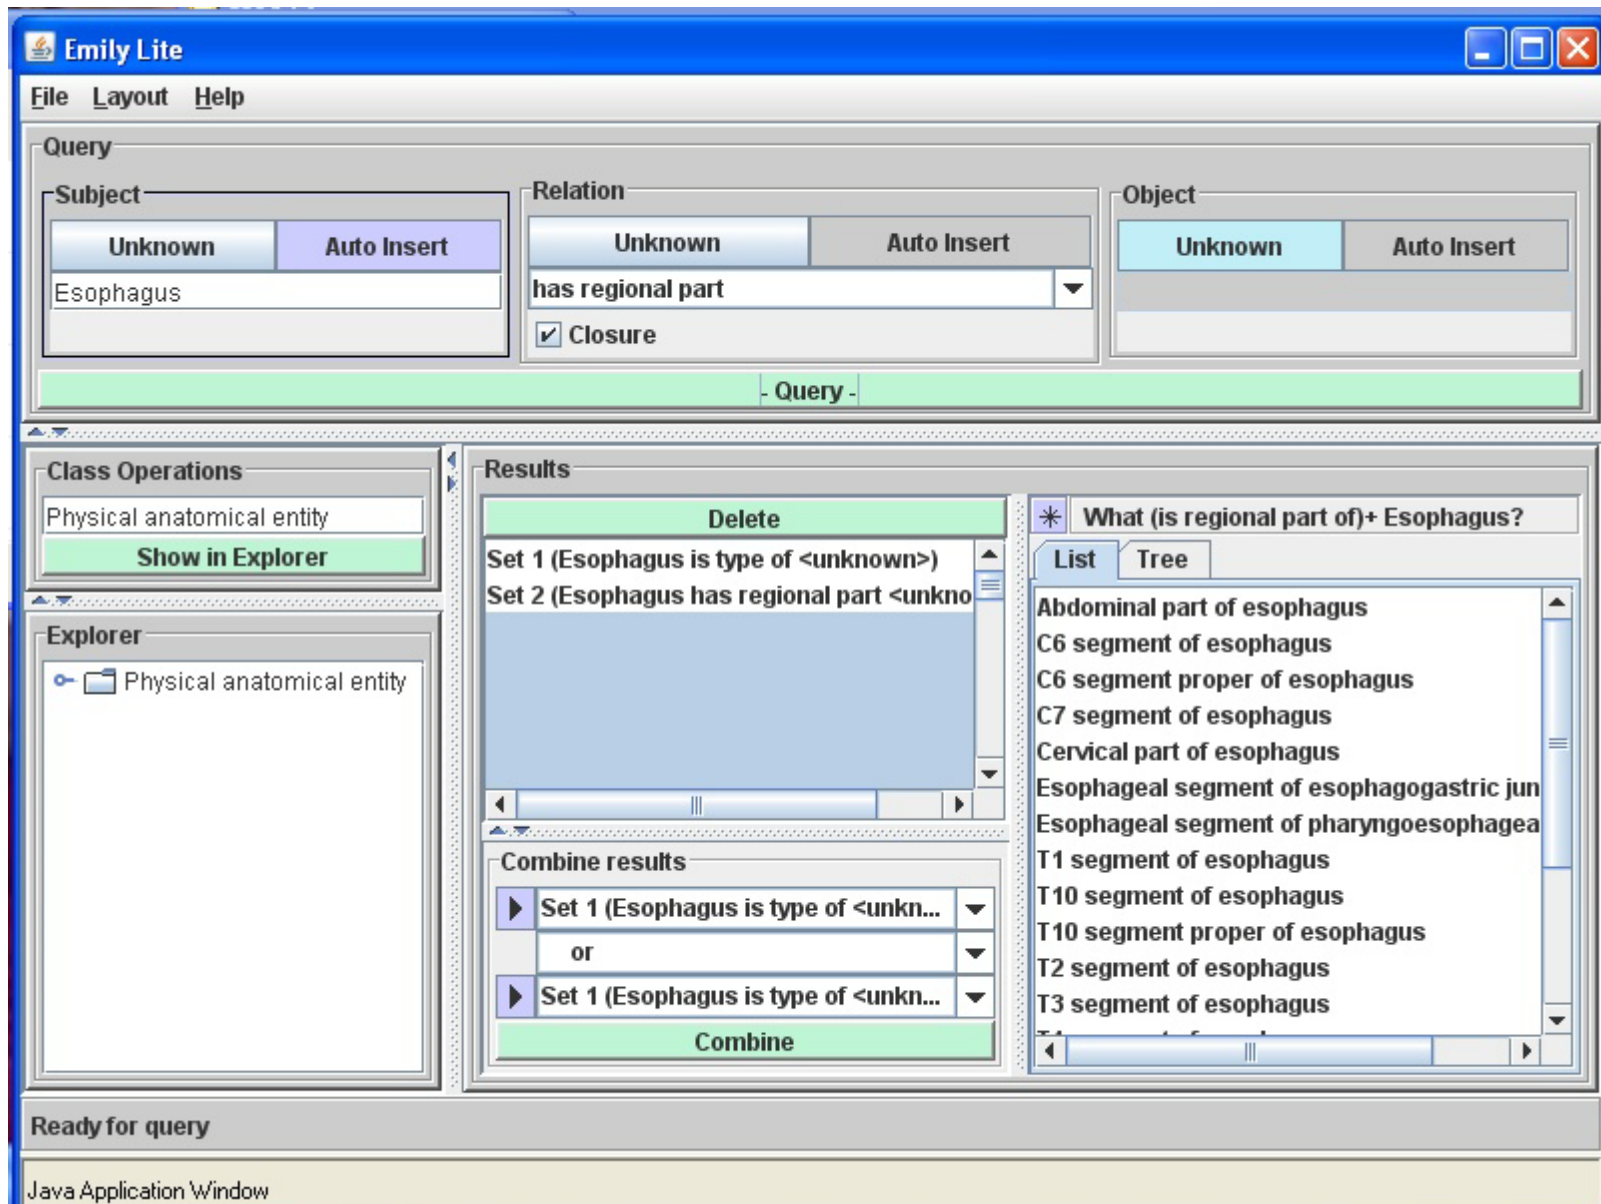 Emily Lite
File Layout Help
Query
Subject
Unknown Auto Insert
Esophagus
Relation
Unknown Auto Insert
has regional part
Closure
Object
Unknown Auto Insert
- Query -
Class Operations
Physical anatomical entity
Show in Explorer
Explorer
Physical anatomical entity
Results
Delete
Set 1 (Esophagus is type of <unknown>)
Set 2 (Esophagus has regional part <unkno
Combine results
Set 1 (Esophagus is type of <unkn...
or
Set 1 (Esophagus is type of <unkn...
Combine
What (is regional part of)+ Esophagus?
List Tree
Abdominal part of esophagus
C6 segment of esophagus
C6 segment proper of esophagus
C7 segment of esophagus
Cervical part of esophagus
Esophageal segment of esophagogastric jun
Esophageal segment of pharyngoesophagea
T1 segment of esophagus
T10 segment of esophagus
T10 segment proper of esophagus
T2 segment of esophagus
T3 segment of esophagus
Ready for query
Java Application Window